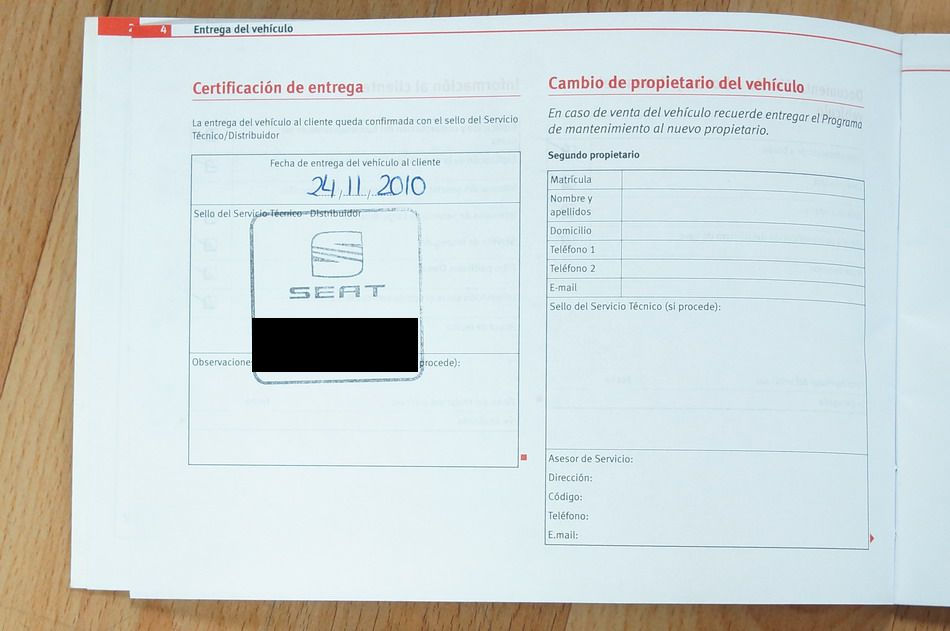 7
4 Entrega del vehículo
Certificación de entrega
La entrega del vehículo al cliente queda confirmada con el sello del Servicio
Técnico/Distribuidor
Fecha de entrega del vehículo al cliente
24, 11, 2010
Sello del Servicio Técnico - Distribuidor
SEAT
procede):
Cambio de propietario del vehículo
En caso de venta del vehículo recuerde entregar el Programa
de mantenimiento al nuevo propietario.
Segundo propietario
Matrícula
Nombre y
apellidos
Domicilio
Teléfono 1
Teléfono 2
E-mail
Sello del Servicio Técnico (si procede):
Asesor de Servicio:
Dirección:
Código:
Teléfono:
E.mail: